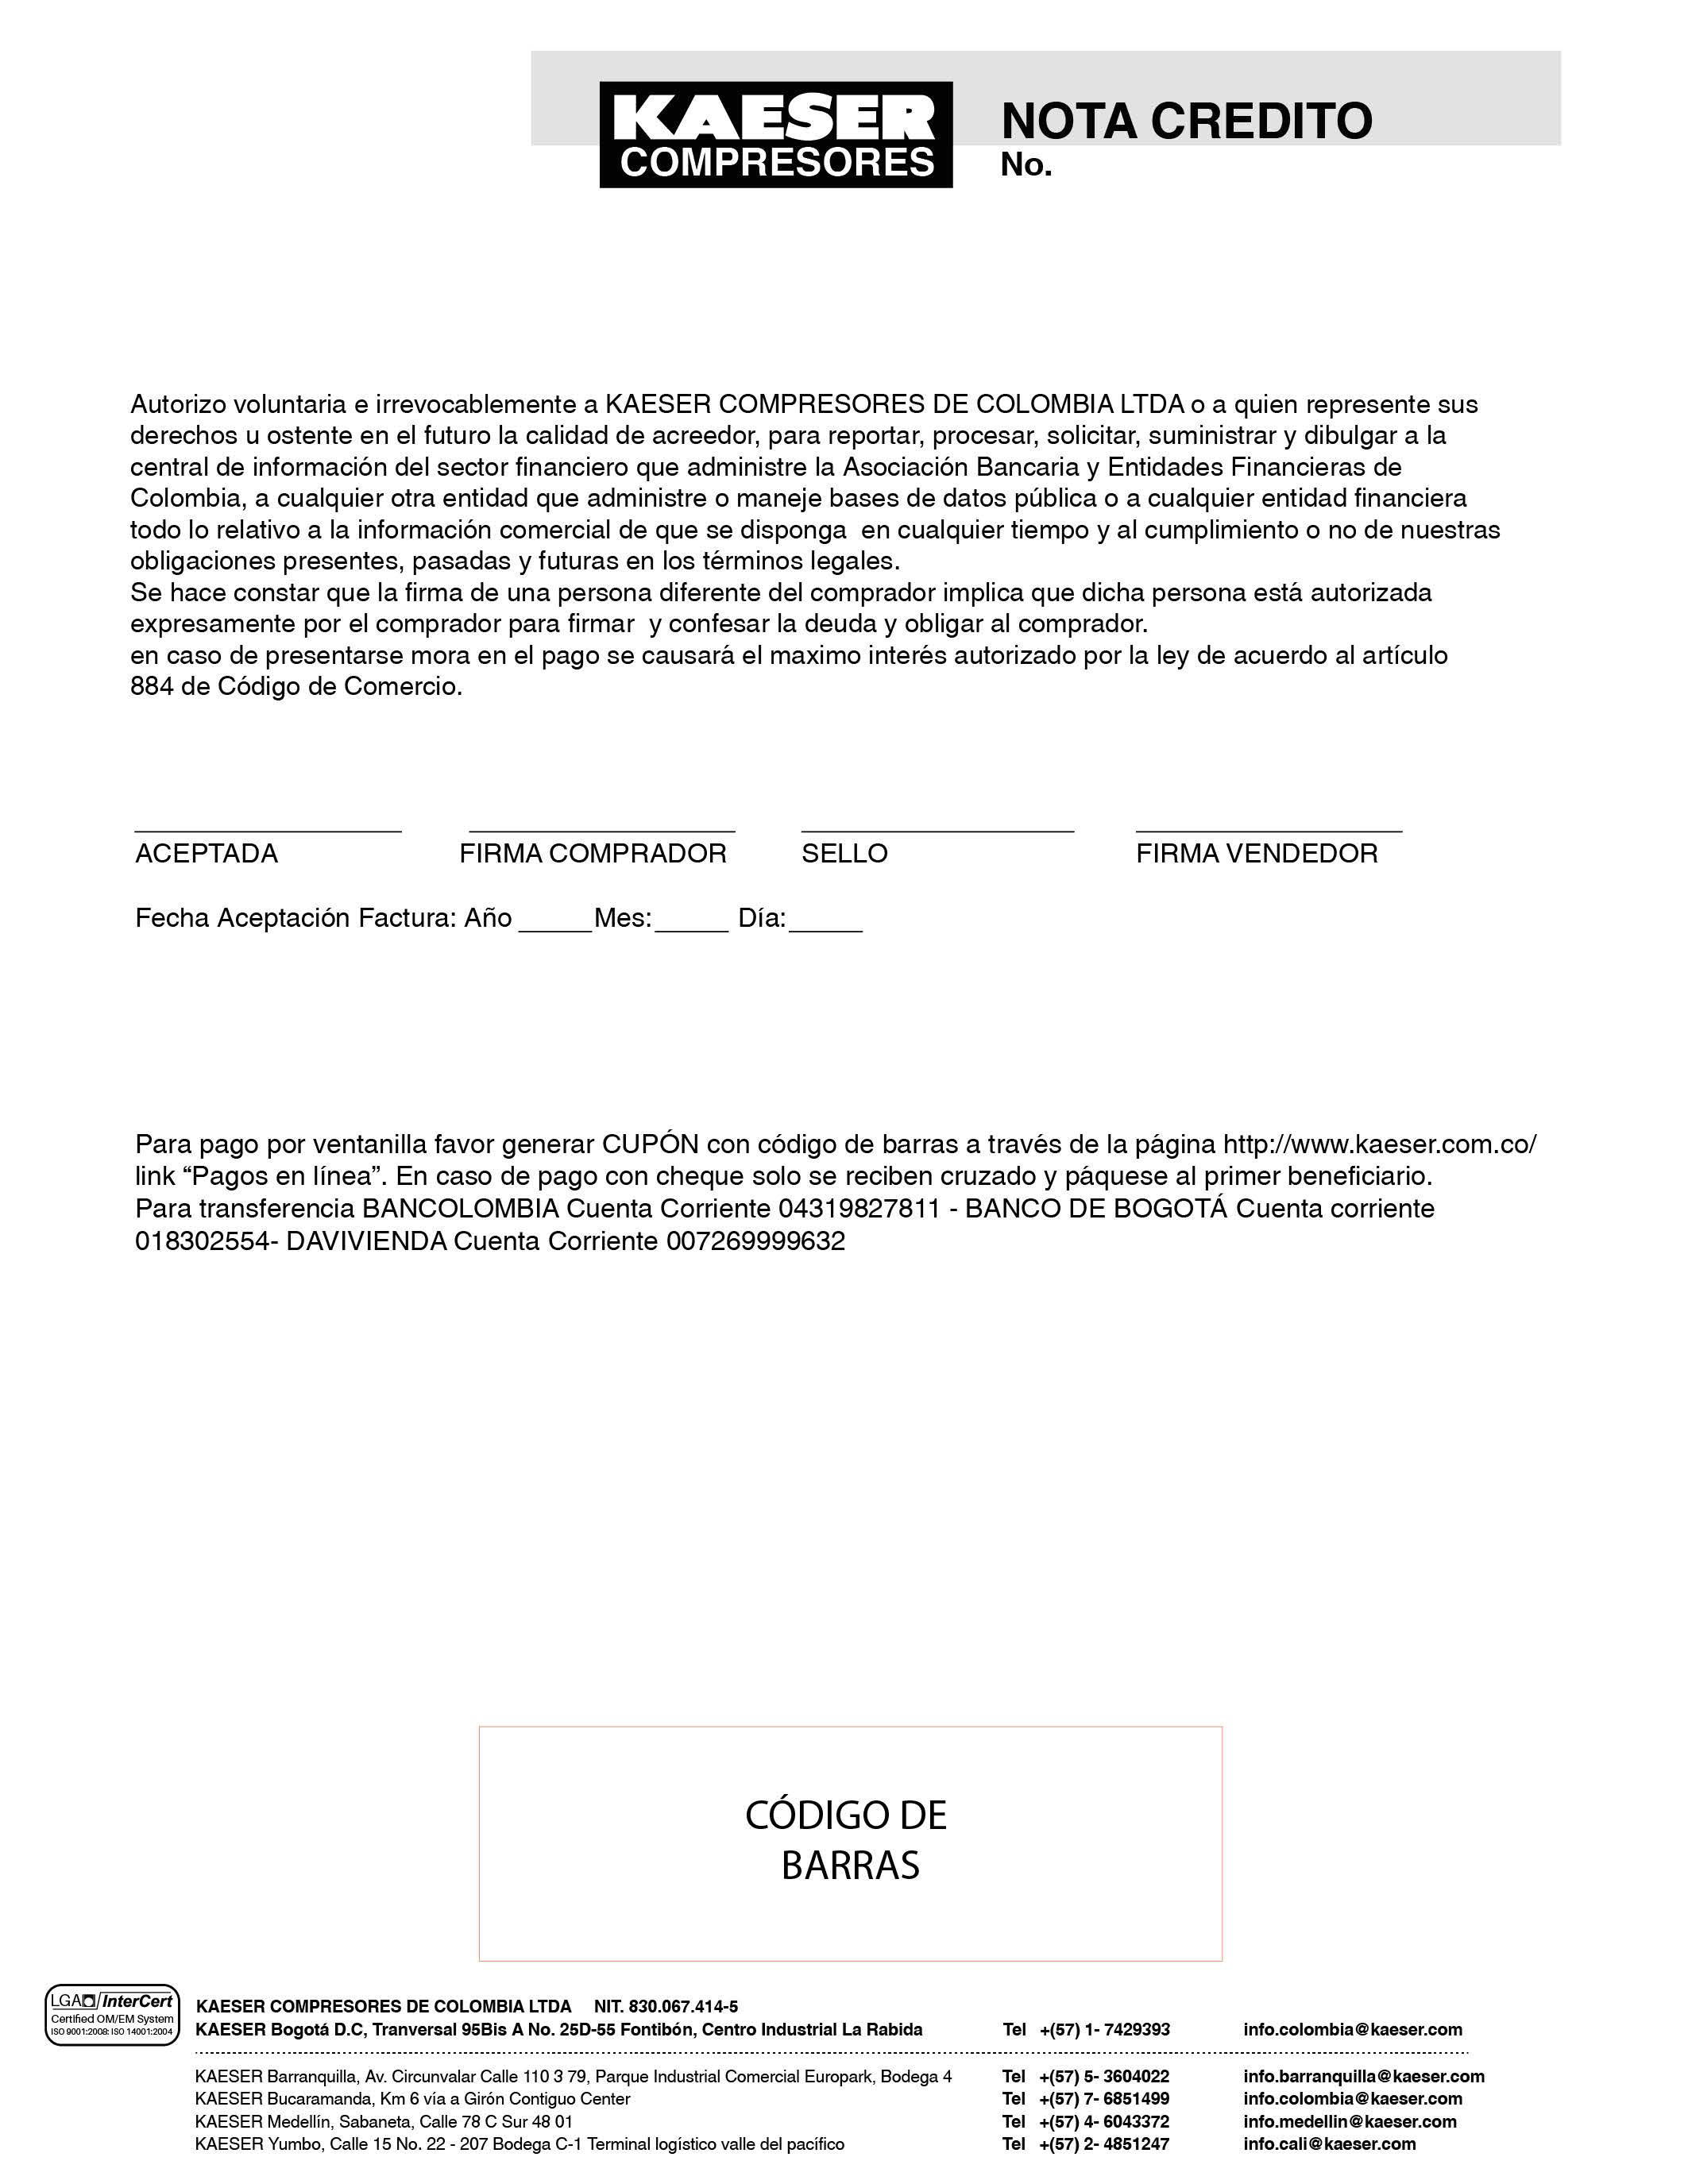 KAESER
COMPRESORES
NOTA CREDITO
No.
Autorizo voluntaria e irrevocablemente a KAESER COMPRESORES DE COLOMBIA LTDA o a quien represente sus
derechos u ostente en el futuro la calidad de acreedor, para reportar, procesar, solicitar, suministrar y dibulgar a la
central de información del sector financiero que administre la Asociación Bancaria y Entidades Financieras de
Colombia, a cualquier otra entidad que administre o maneje bases de datos pública o a cualquier entidad financiera
todo lo relativo a la información comercial de que se disponga  en cualquier tiempo y al cumplimiento o no de nuestras
obligaciones presentes, pasadas y futuras en los términos legales.
Se hace constar que la firma de una persona diferente del comprador implica que dicha persona está autorizada
expresamente por el comprador para firmar  y confesar la deuda y obligar al comprador.
en caso de presentarse mora en el pago se causará el maximo interés autorizado por la ley de acuerdo al artículo
884 de Código de Comercio.
ACEPTADA FIRMA COMPRADOR SELLO FIRMA VENDEDOR
Fecha Aceptación Factura: Año _____ Mes: _____ Día: _____
Para pago por ventanilla favor generar CUPÓN con código de barras a través de la página http://www.kaeser.com.co/
link “Pagos en línea”. En caso de pago con cheque solo se reciben cruzado y páquese al primer beneficiario.
Para transferencia BANCOLOMBIA Cuenta Corriente 04319827811 - BANCO DE BOGOTÁ Cuenta corriente
018302554- DAVIVIENDA Cuenta Corriente 007269999632
CÓDIGO DE
BARRAS
LGA InterCert
Certified OM/EM System
ISO 9001:2008: ISO 14001:2004
KAESER COMPRESORES DE COLOMBIA LTDA NIT. 830.067.414-5
KAESER Bogotá D.C, Tranversal 95Bis A No. 25D-55 Fontibón, Centro Industrial La Rabida Tel +(57) 1- 7429393 info.colombia@kaeser.com
KAESER Barranquilla, Av. Circunvalar Calle 110 3 79, Parque Industrial Comercial Europark, Bodega 4 Tel +(57) 5- 3604022 info.barranquilla@kaeser.com
KAESER Bucaramanda, Km 6 vía a Girón Contiguo Center Tel +(57) 7- 6851499 info.colombia@kaeser.com
KAESER Medellín, Sabaneta, Calle 78 C Sur 48 01 Tel +(57) 4- 6043372 info.medellin@kaeser.com
KAESER Yumbo, Calle 15 No. 22 - 207 Bodega C-1 Terminal logístico valle del pacífico Tel +(57) 2- 4851247 info.cali@kaeser.com